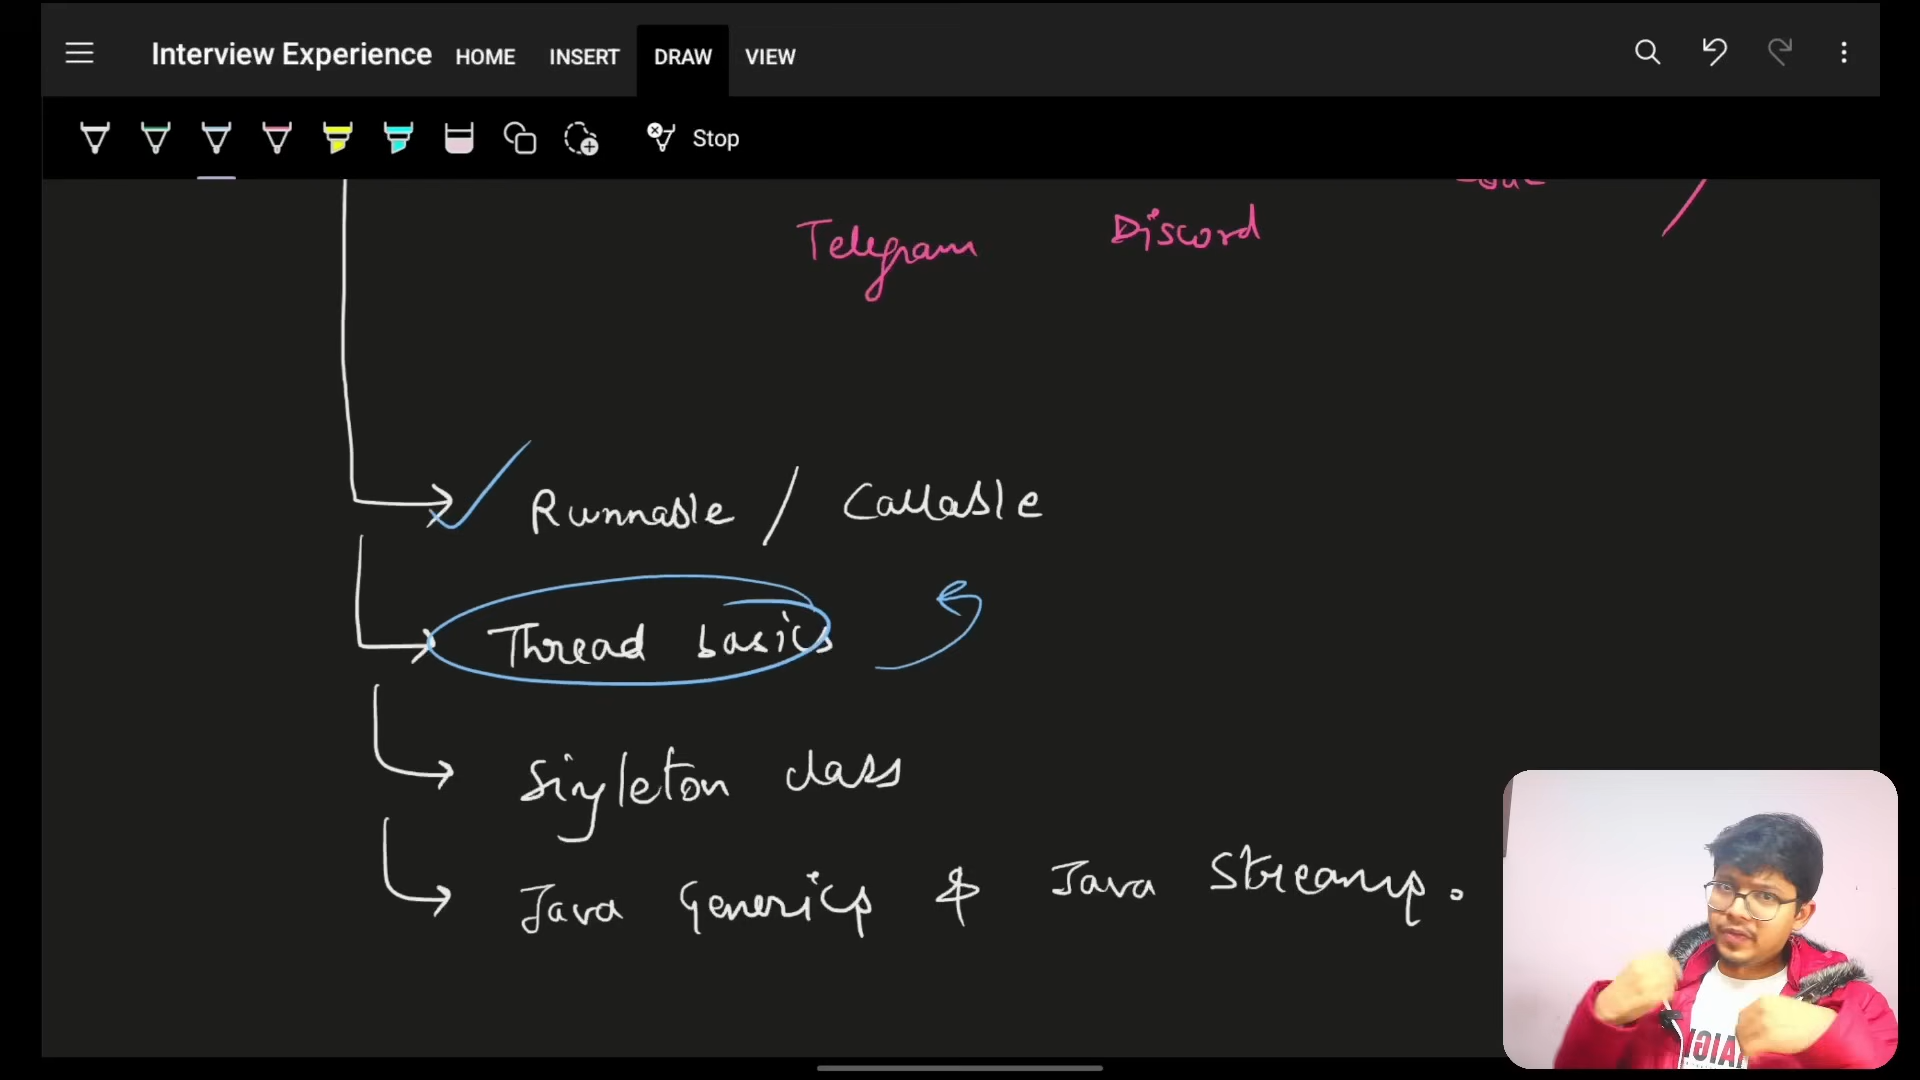 Interview Experience HOME INSERT DRAW VIEW
Stop
Telegram Discord
Runnable / Callable
Thread basics
Singleton class
Java Generics & Java Streams.